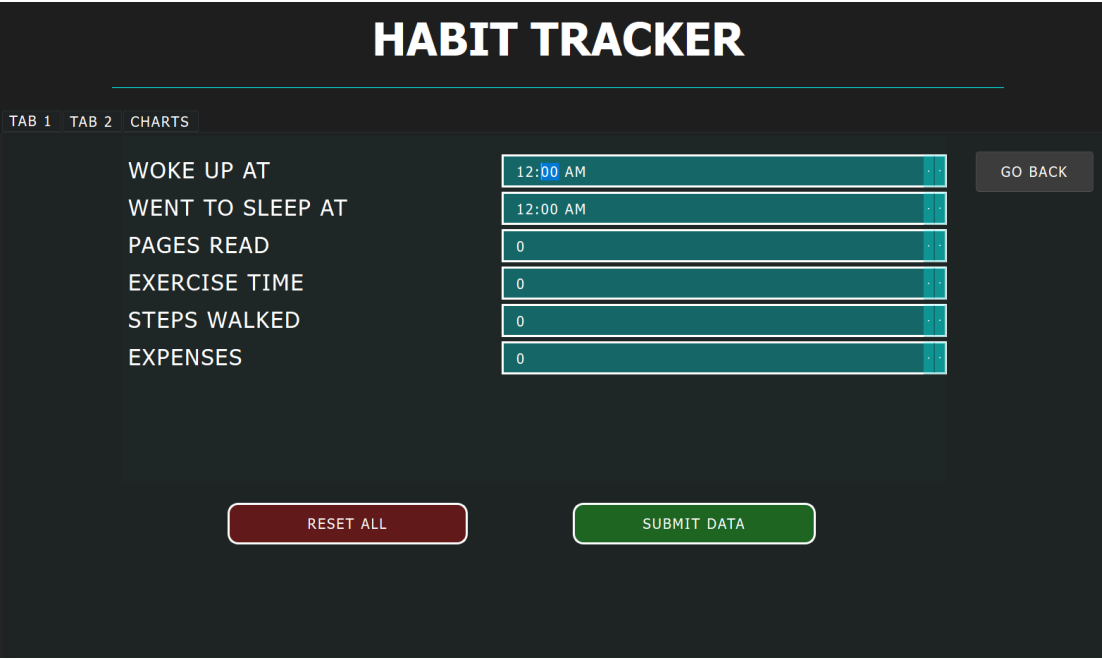 HABIT TRACKER
TAB 1 TAB 2 CHARTS
WOKE UP AT 12:00 AM GO BACK
WENT TO SLEEP AT 12:00 AM
PAGES READ 0
EXERCISE TIME 0
STEPS WALKED 0
EXPENSES 0
RESET ALL SUBMIT DATA